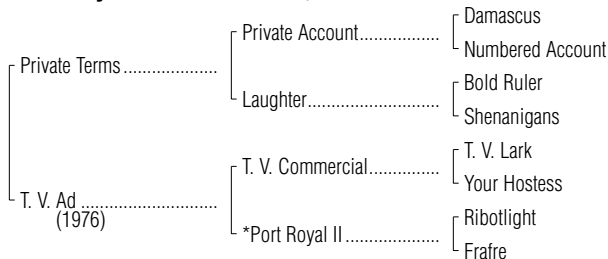 Damascus
Private Account..................
Numbered Account
Private Terms.....................
Bold Ruler
Laughter..............................
Shenanigans
T. V. Lark
T. V. Commercial................
Your Hostess
T. V. Ad ..............................
(1976)
Ribotlight
*Port Royal II.....................
Frafre